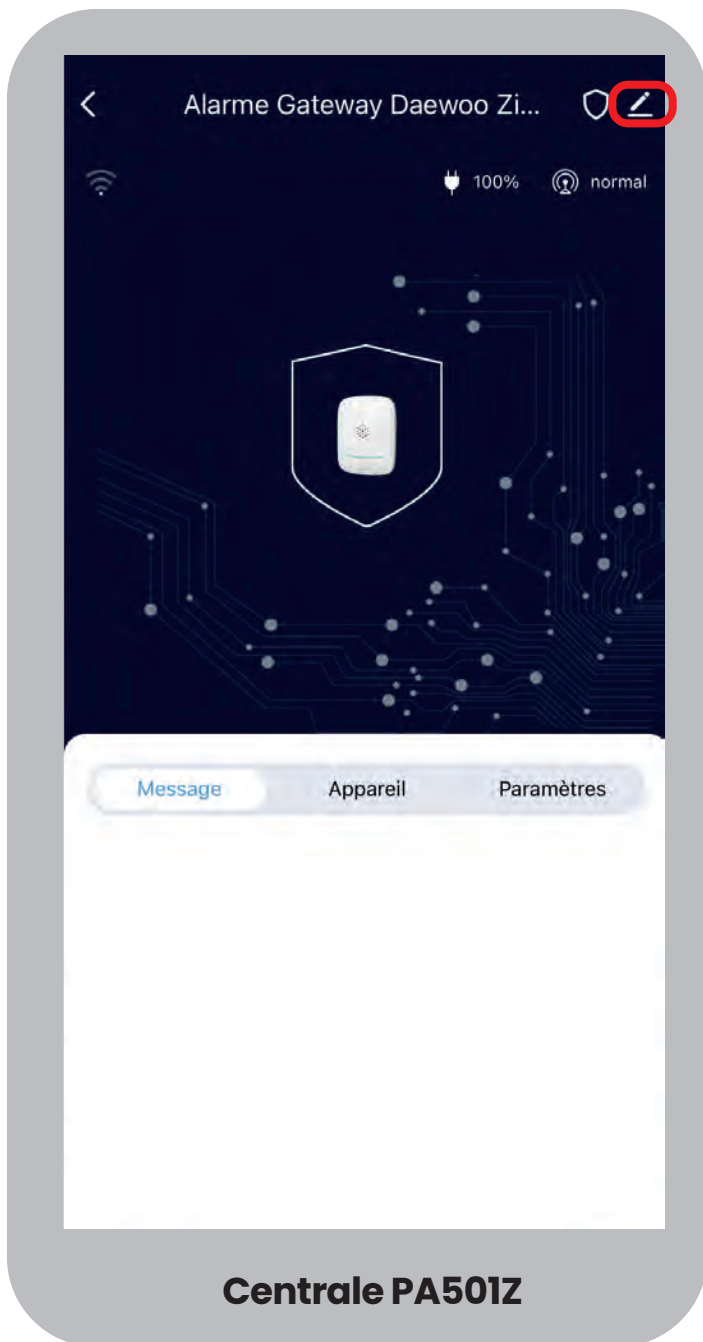 Alarme Gateway Daewoo Zi...
100% normal
Message Appareil Paramètres
Centrale PA501Z